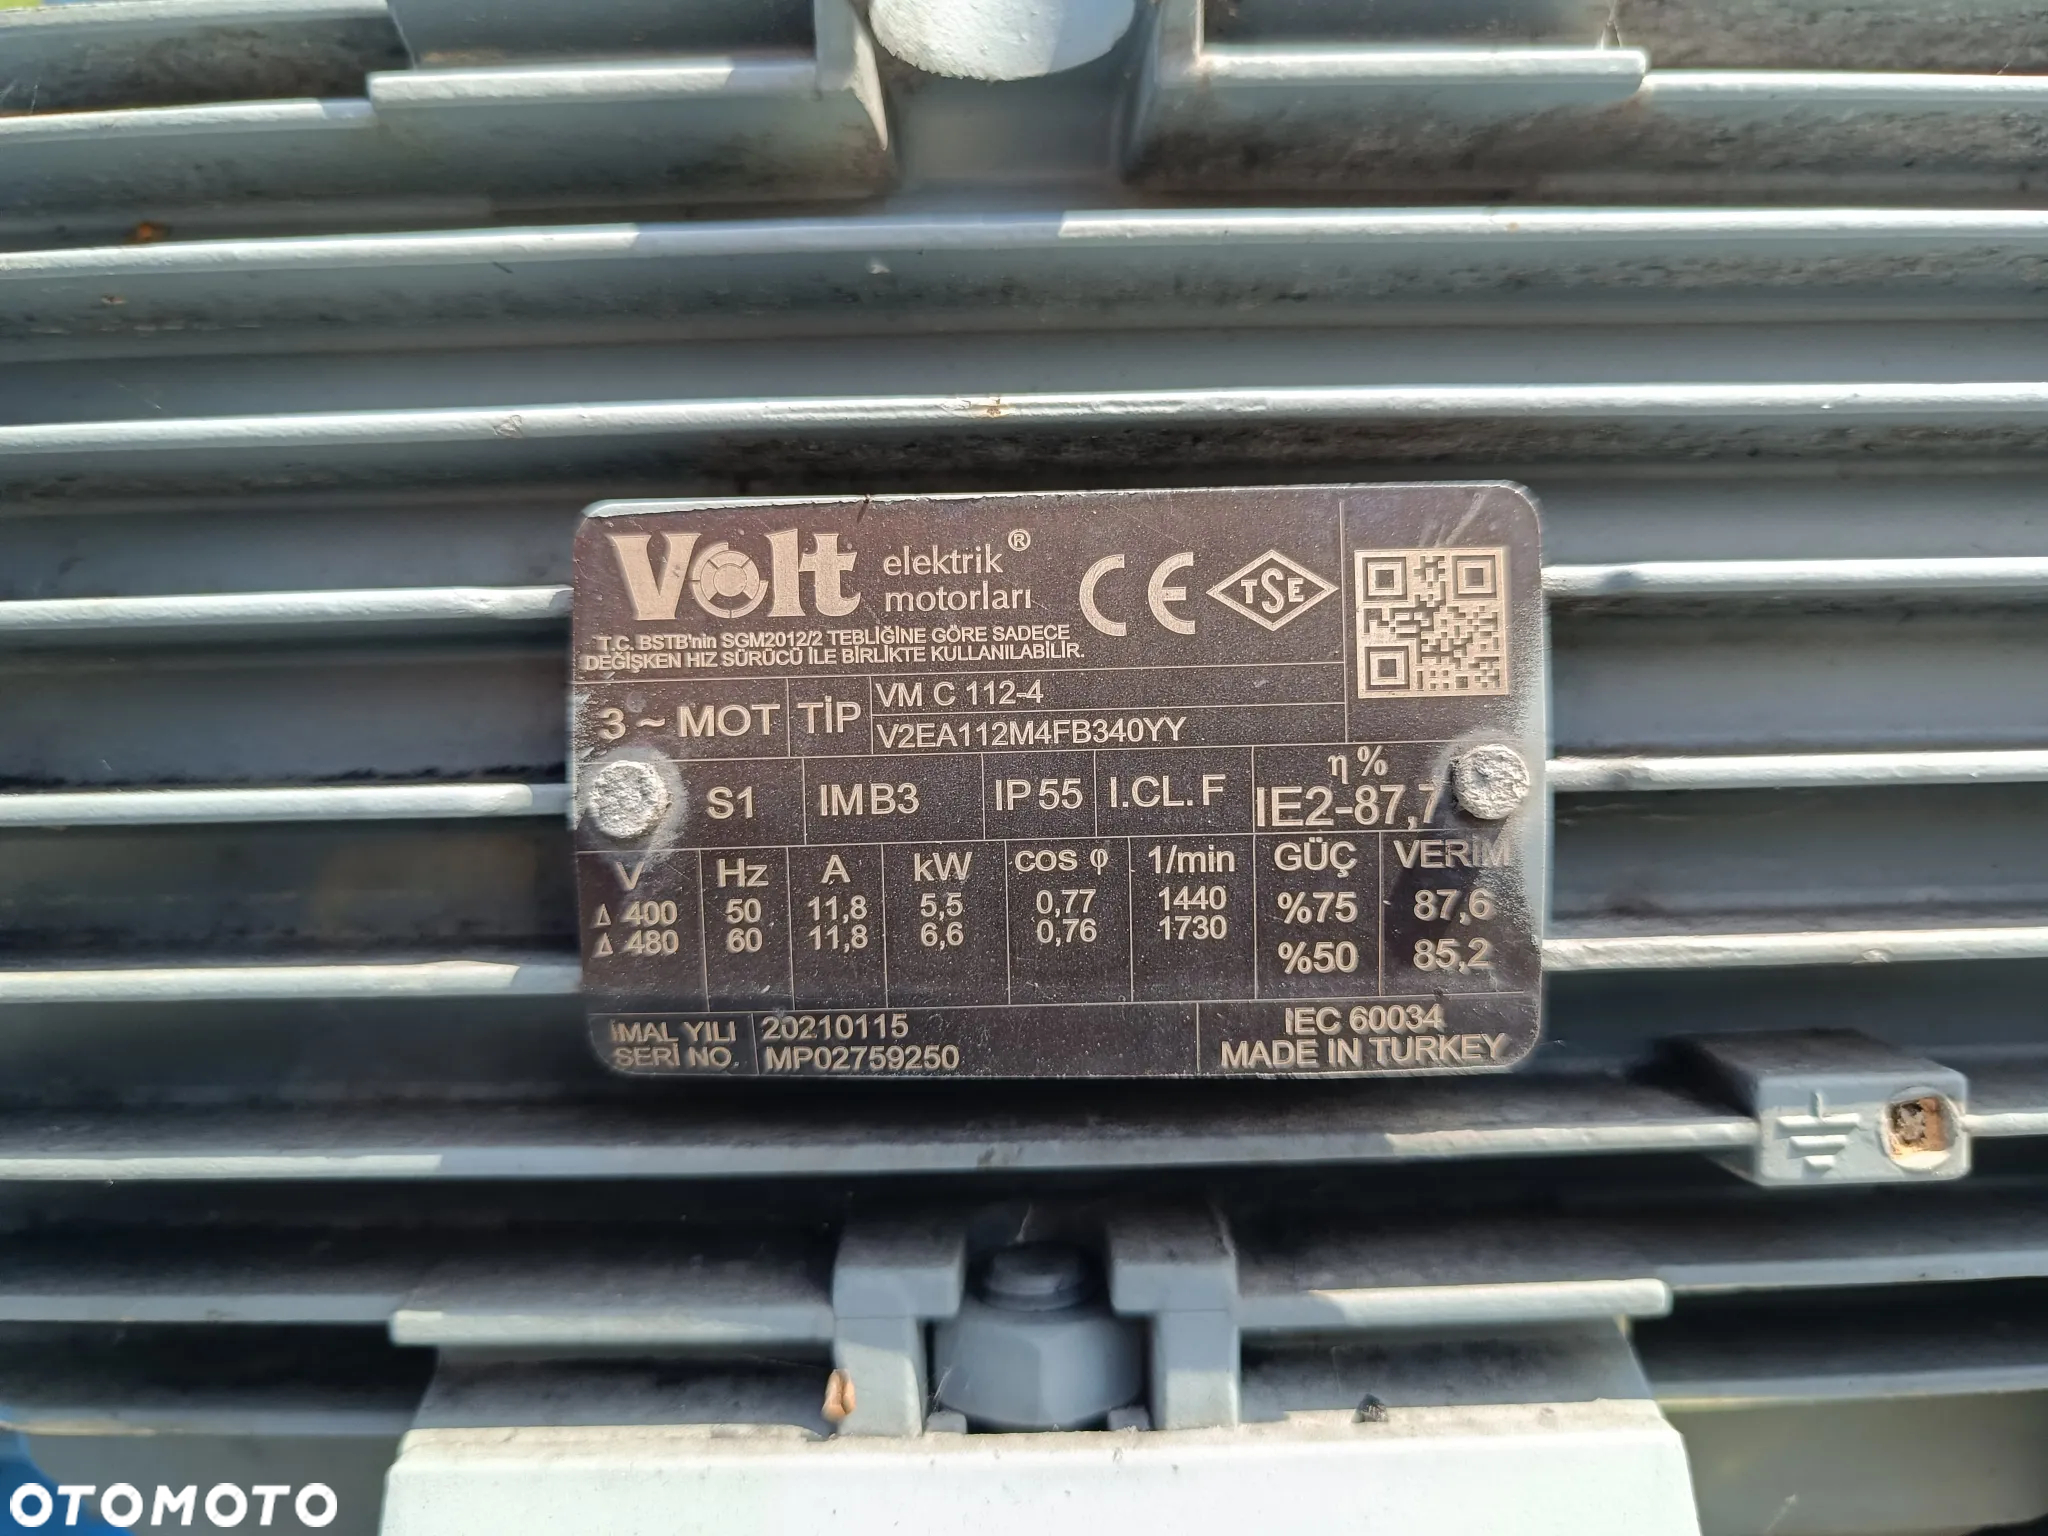 Volt elektrik motorları ®
CE TSE
T.C. BSTB'nin SGM2012/2 TEBLİĞİNE GÖRE SADECE
DEĞİŞKEN HIZ SÜRÜCÜ İLE BİRLİKTE KULLANILABİLİR.
3 ~ MOT TİP VM C 112-4
V2EA112M4FB340YY
S1 IM B3 IP 55 I.CL. F η % IE2-87,7
V Hz A kW cos φ 1/min GÜÇ VERİM
Δ 400 50 11,8 5,5 0,77 1440 %75 87,6
Δ 480 60 11,8 6,6 0,76 1730 %50 85,2
İMAL YILI 20210115 IEC 60034
SERİ NO. MP02759250 MADE IN TURKEY
OTOMOTO